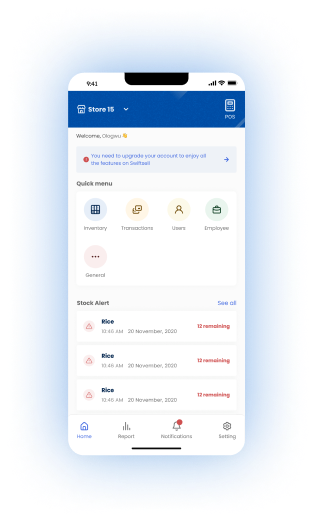 9:41
Store 15
POS
Welcome, Okigwu 👋
You need to upgrade your account to enjoy all
the features on Swiftsell
Quick menu
Inventory Transactions Users Employee
General
Stock Alert See all
Rice
10:46 AM 20 November, 2020 12 remaining
Rice
10:46 AM 20 November, 2020 12 remaining
Rice
10:46 AM 20 November, 2020 12 remaining
Home Report Notifications Setting